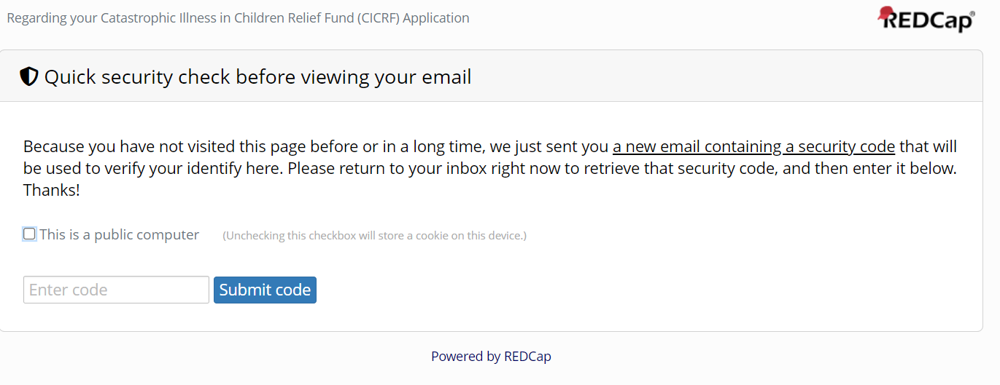 Regarding your Catastrophic Illness in Children Relief Fund (CICRF) Application
REDCap®
Quick security check before viewing your email
Because you have not visited this page before or in a long time, we just sent you a new email containing a security code that will
be used to verify your identify here. Please return to your inbox right now to retrieve that security code, and then enter it below.
Thanks!
This is a public computer (Unchecking this checkbox will store a cookie on this device.)
Enter code Submit code
Powered by REDCap